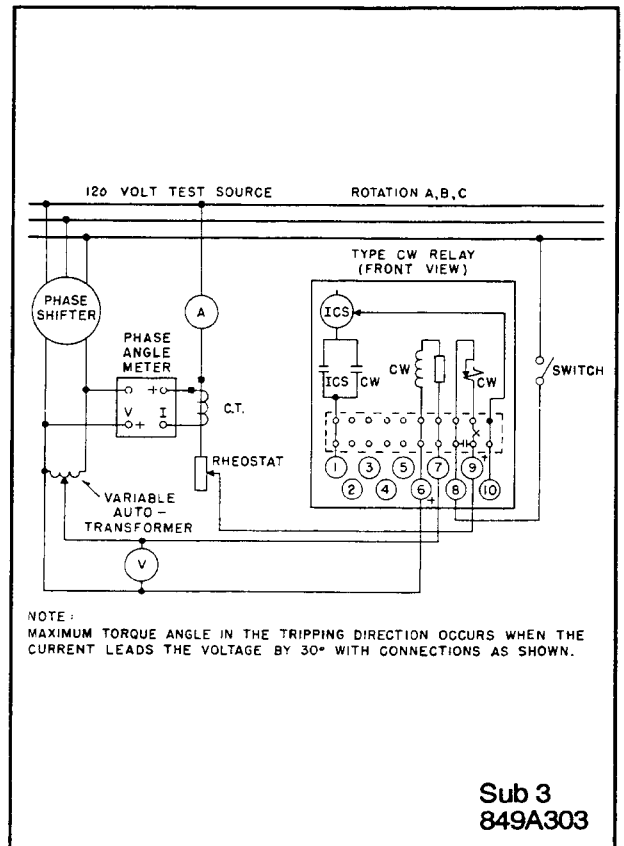 120 VOLT TEST SOURCE ROTATION A,B,C
TYPE CW RELAY
(FRONT VIEW)
PHASE
SHIFTER
A
ICS
PHASE
ANGLE
METER
SWITCH
ICS CW
CW
CW
+
V I
+
C.T.
RHEOSTAT
1 3 5 7 9 +
2 4 6 8 10
+
VARIABLE
AUTO-
TRANSFORMER
V
NOTE:
MAXIMUM TORQUE ANGLE IN THE TRIPPING DIRECTION OCCURS WHEN THE
CURRENT LEADS THE VOLTAGE BY 30° WITH CONNECTIONS AS SHOWN.
Sub 3
849A303